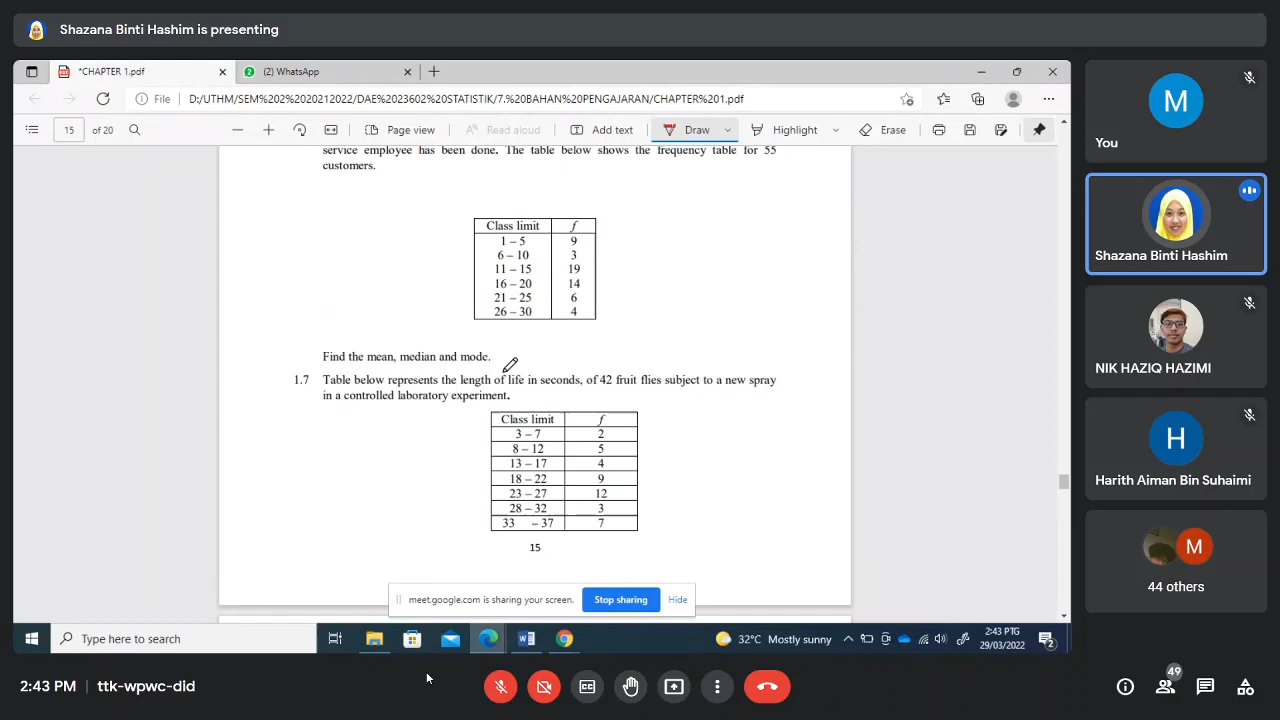 Shazana Binti Hashim is presenting
*CHAPTER 1.pdf
(2) WhatsApp
File D:/UTHM/SEM%202%2020212022/DAE%2023602%20STATISTIK/7.%20BAHAN%20PENGAJARAN/CHAPTER%201.pdf
15 of 20 Page view Read aloud Add text Draw Highlight Erase
service employee has been done. The table below shows the frequency table for 55
customers.
Class limit f
1 – 5 9
6 – 10 3
11 – 15 19
16 – 20 14
21 – 25 6
26 – 30 4
Find the mean, median and mode.
1.7 Table below represents the length of life in seconds, of 42 fruit flies subject to a new spray
in a controlled laboratory experiment.
Class limit f
3 – 7 2
8 – 12 5
13 – 17 4
18 – 22 9
23 – 27 12
28 – 32 3
33 – 37 7
15
meet.google.com is sharing your screen. Stop sharing Hide
Type here to search
32°C Mostly sunny
2:43 PTG
29/03/2022
2
M
You
Shazana Binti Hashim
NIK HAZIQ HAZIMI
H
Harith Aiman Bin Suhaimi
M
44 others
2:43 PM | ttk-wpwc-did
49